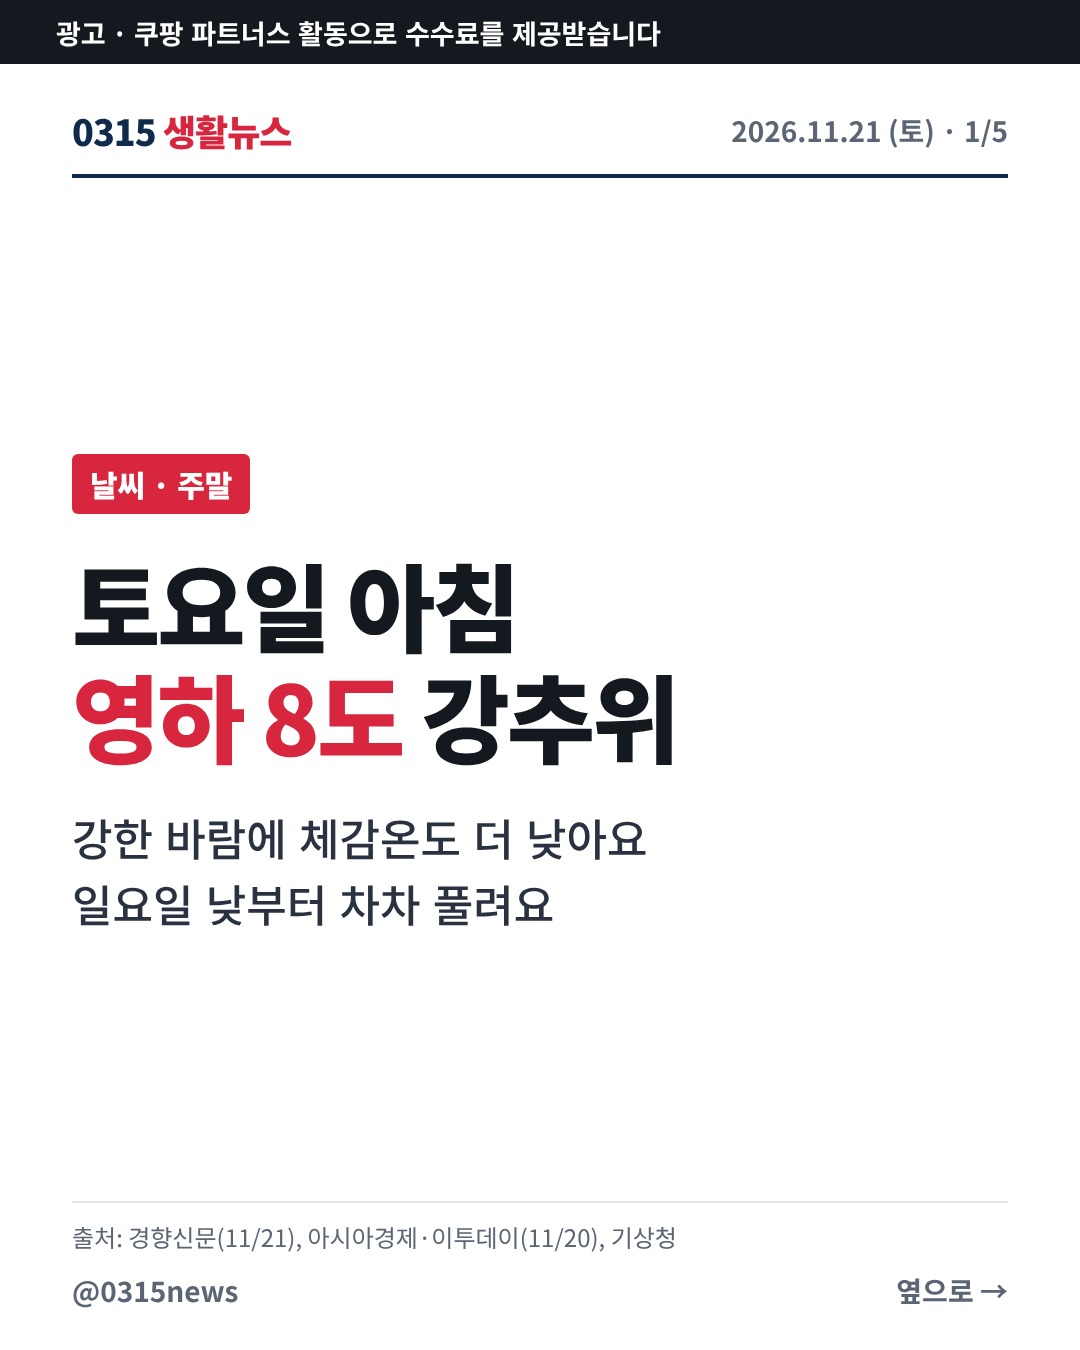 광고 · 쿠팡 파트너스 활동으로 수수료를 제공받습니다
0315 생활뉴스
2026.11.21 (토) · 1/5
날씨 · 주말
토요일 아침
영하 8도 강추위
강한 바람에 체감온도 더 낮아요
일요일 낮부터 차차 풀려요
출처: 경향신문(11/21), 아시아경제·이투데이(11/20), 기상청
@0315news
옆으로 →